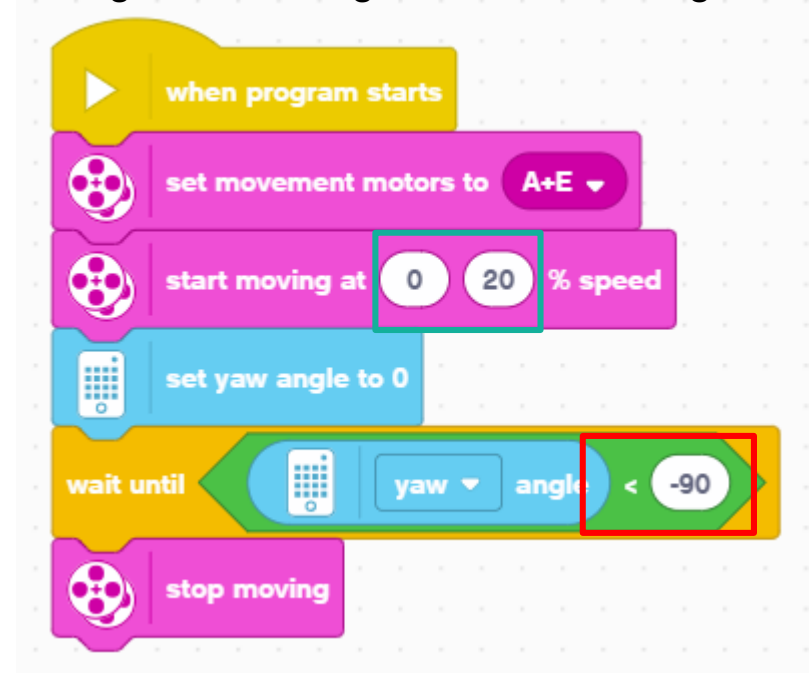 when program starts
set movement motors to A+E
start moving at 0 20 % speed
set yaw angle to 0
wait until yaw angle < -90
stop moving